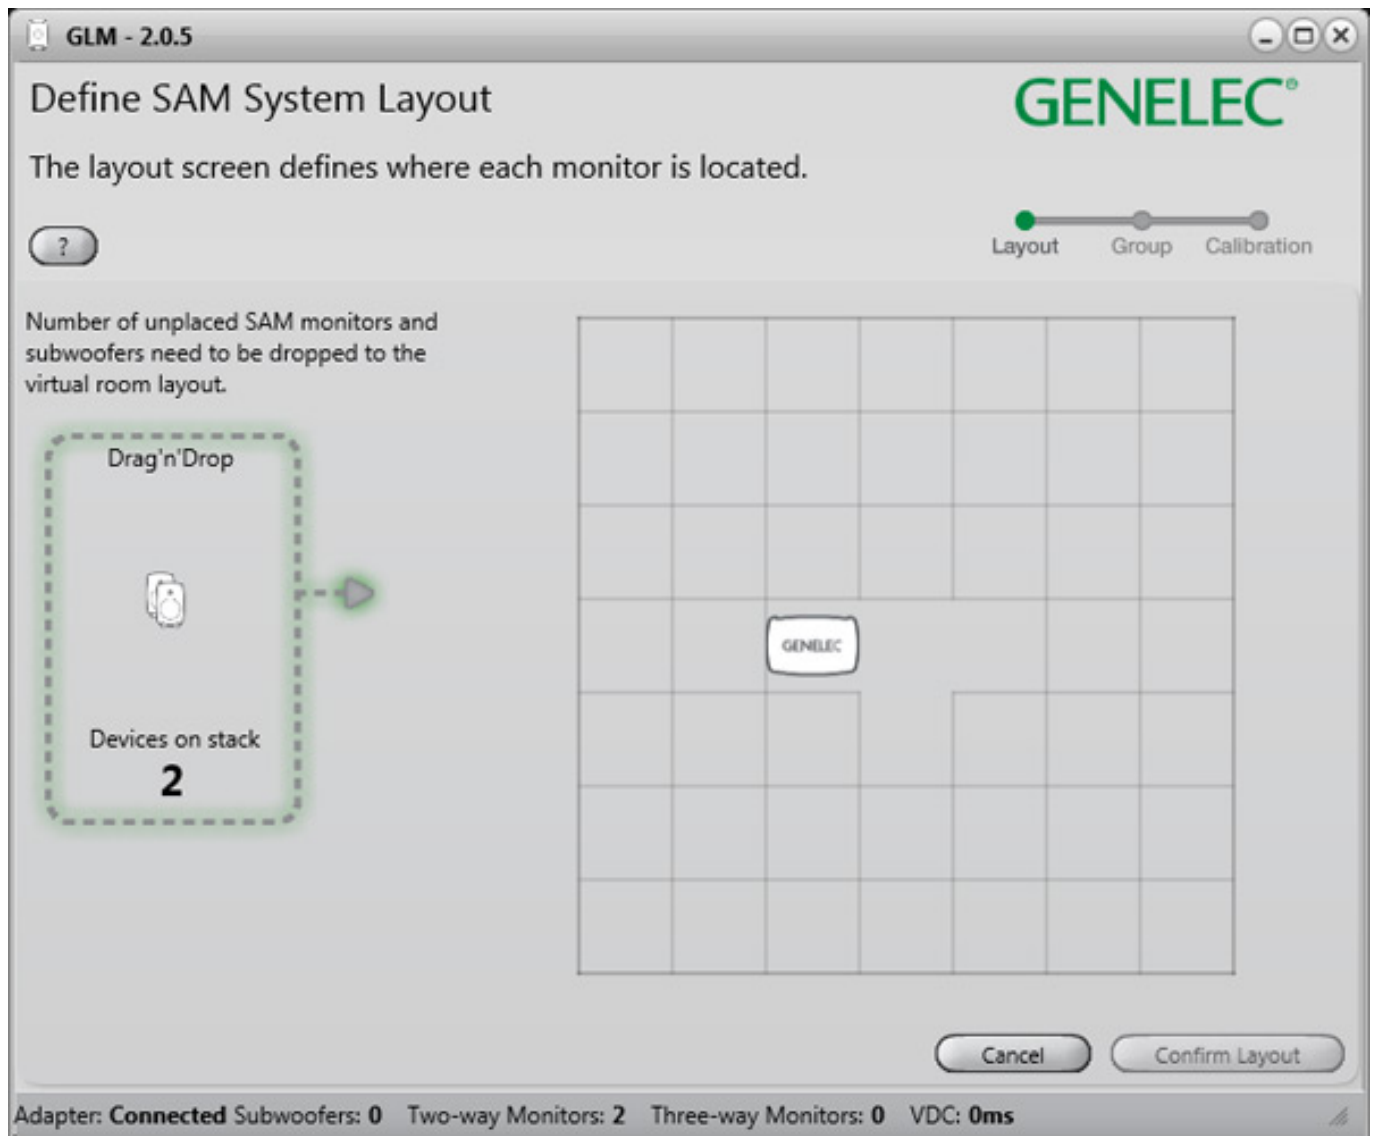 GLM - 2.0.5
Define SAM System Layout
GENELEC®
The layout screen defines where each monitor is located.
?
Layout Group Calibration
Number of unplaced SAM monitors and
subwoofers need to be dropped to the
virtual room layout.
Drag'n'Drop
GENELEC
Devices on stack
2
Cancel Confirm Layout
Adapter: Connected Subwoofers: 0 Two-way Monitors: 2 Three-way Monitors: 0 VDC: 0ms